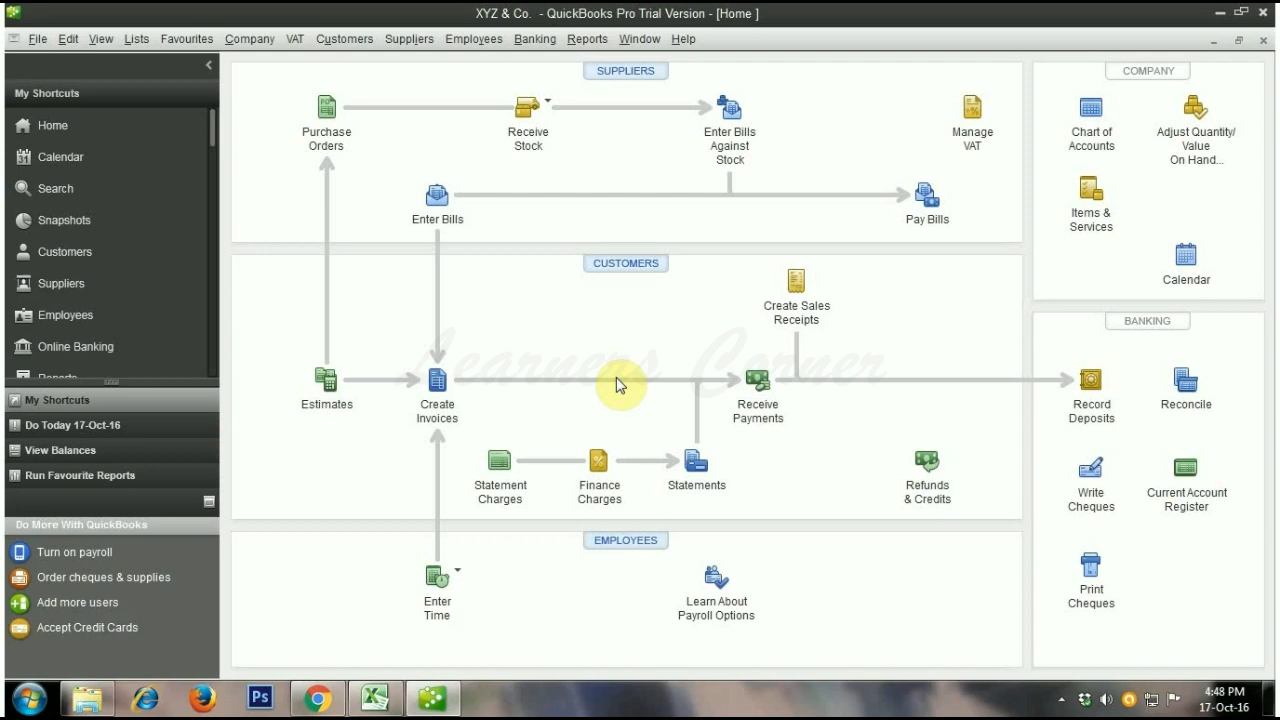 XYZ & Co. - QuickBooks Pro Trial Version - [Home ]
File Edit View Lists Favourites Company VAT Customers Suppliers Employees Banking Reports Window Help
My Shortcuts
Home
Calendar
Search
Snapshots
Customers
Suppliers
Employees
Online Banking
Reports
My Shortcuts
Do Today 17-Oct-16
View Balances
Run Favourite Reports
Do More With QuickBooks
Turn on payroll
Order cheques & supplies
Add more users
Accept Credit Cards
SUPPLIERS
Purchase
Orders
Receive
Stock
Enter Bills
Against
Stock
Manage
VAT
Enter Bills
Pay Bills
CUSTOMERS
Create Sales
Receipts
Learners Corner
Estimates
Create
Invoices
Receive
Payments
Statement
Charges
Finance
Charges
Statements
Refunds
& Credits
EMPLOYEES
Enter
Time
Learn About
Payroll Options
COMPANY
Chart of
Accounts
Adjust Quantity/
Value
On Hand...
Items &
Services
Calendar
BANKING
Record
Deposits
Reconcile
Write
Cheques
Current Account
Register
Print
Cheques
Ps
4:48 PM
17-Oct-16